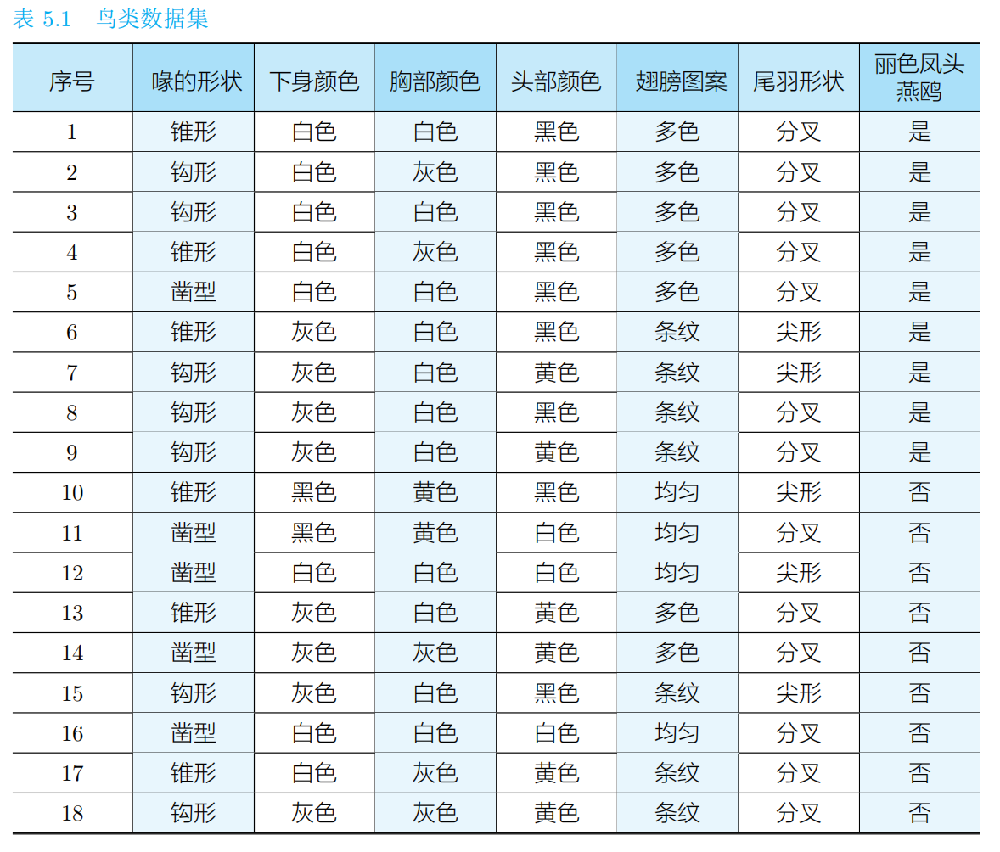 表 5.1 鸟类数据集
序号 喙的形状 下身颜色 胸部颜色 头部颜色 翅膀图案 尾羽形状 丽色凤头
燕鸥
1 锥形 白色 白色 黑色 多色 分叉 是
2 钩形 白色 灰色 黑色 多色 分叉 是
3 钩形 白色 白色 黑色 多色 分叉 是
4 锥形 白色 灰色 黑色 多色 分叉 是
5 凿型 白色 白色 黑色 多色 分叉 是
6 锥形 灰色 白色 黑色 条纹 尖形 是
7 钩形 灰色 白色 黄色 条纹 尖形 是
8 钩形 灰色 白色 黑色 条纹 分叉 是
9 钩形 灰色 白色 黄色 条纹 分叉 是
10 锥形 黑色 黄色 黑色 均匀 尖形 否
11 凿型 黑色 黄色 白色 均匀 分叉 否
12 凿型 白色 白色 白色 均匀 尖形 否
13 锥形 灰色 白色 黄色 多色 分叉 否
14 凿型 灰色 灰色 黄色 多色 分叉 否
15 钩形 灰色 白色 黑色 条纹 尖形 否
16 凿型 白色 白色 白色 均匀 分叉 否
17 锥形 白色 灰色 黄色 条纹 分叉 否
18 钩形 灰色 灰色 黄色 条纹 分叉 否